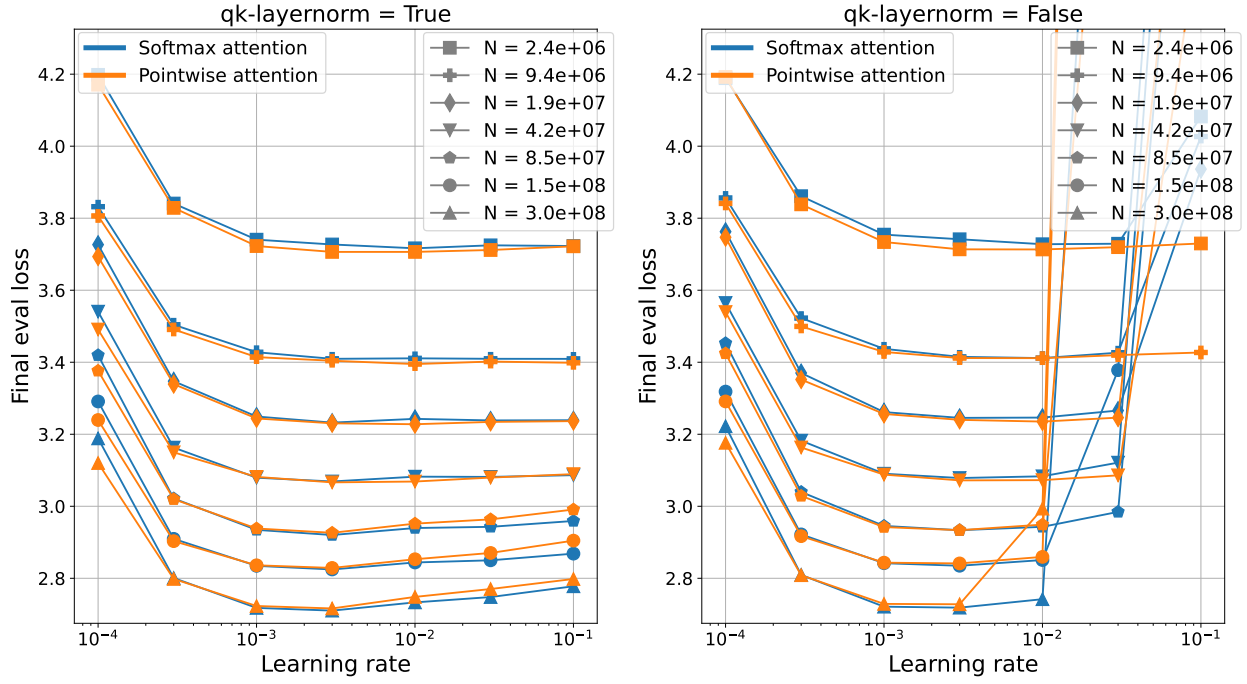 qk-layernorm = True
Softmax attention
Pointwise attention
N = 2.4e+06
N = 9.4e+06
N = 1.9e+07
N = 4.2e+07
N = 8.5e+07
N = 1.5e+08
N = 3.0e+08
4.2
4.0
3.8
3.6
3.4
3.2
3.0
2.8
Final eval loss
10⁻⁴
10⁻³
10⁻²
10⁻¹
Learning rate
qk-layernorm = False
Softmax attention
Pointwise attention
N = 2.4e+06
N = 9.4e+06
N = 1.9e+07
N = 4.2e+07
N = 8.5e+07
N = 1.5e+08
N = 3.0e+08
4.2
4.0
3.8
3.6
3.4
3.2
3.0
2.8
Final eval loss
10⁻⁴
10⁻³
10⁻²
10⁻¹
Learning rate